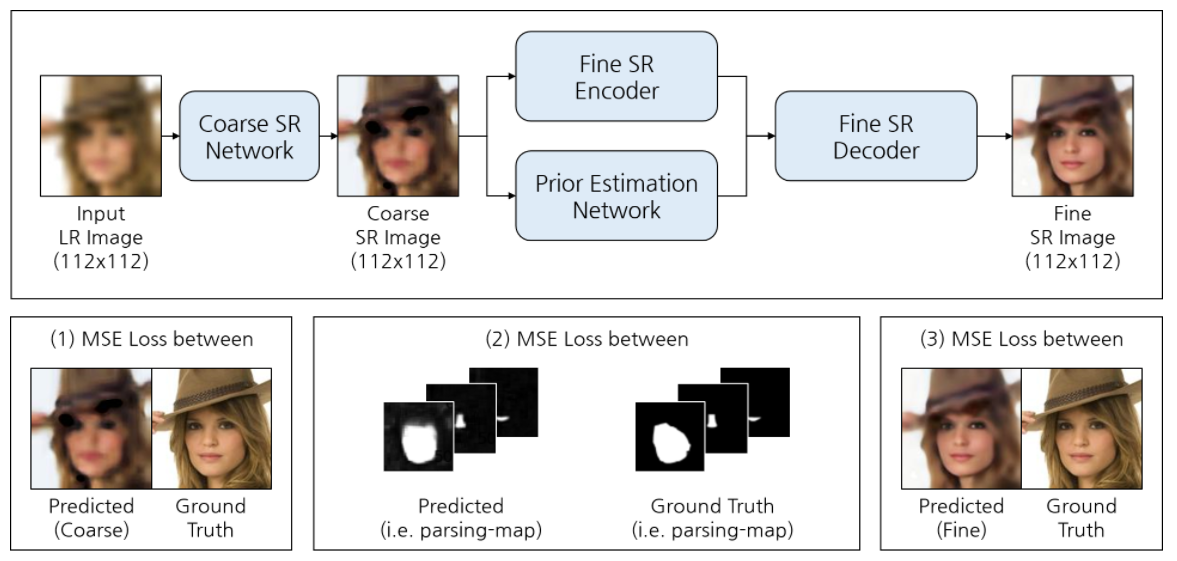 Coarse SR
Network
Fine SR
Encoder
Prior Estimation
Network
Fine SR
Decoder
Input
LR Image
(112x112)
Coarse
SR Image
(112x112)
Fine
SR Image
(112x112)
(1) MSE Loss between
Predicted
(Coarse)
Ground
Truth
(2) MSE Loss between
Predicted
(i.e. parsing-map)
Ground Truth
(i.e. parsing-map)
(3) MSE Loss between
Predicted
(Fine)
Ground
Truth